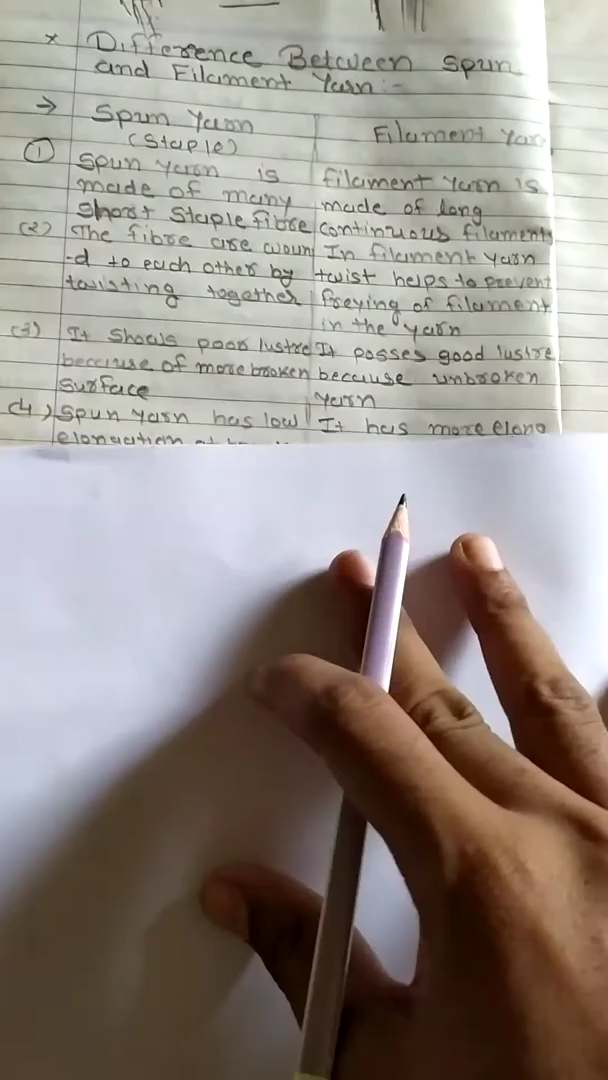 * Difference Between Spun
and Filament Yarn :-
→ Spun Yarn
(Staple)
Filament Yarn
① Spun yarn is
made of many
short staple fibre
filament yarn is
made of long
continuous filaments
(2) The fibre are woun
-d to each other by
twisting together
In filament yarn
twist helps to prevent
freying of filament
in the yarn
(3) It shows poor lustre
because of more broken
surface
It posses good lustre
because unbroken
yarn
(4) Spun yarn has low
elongation
It has more elong